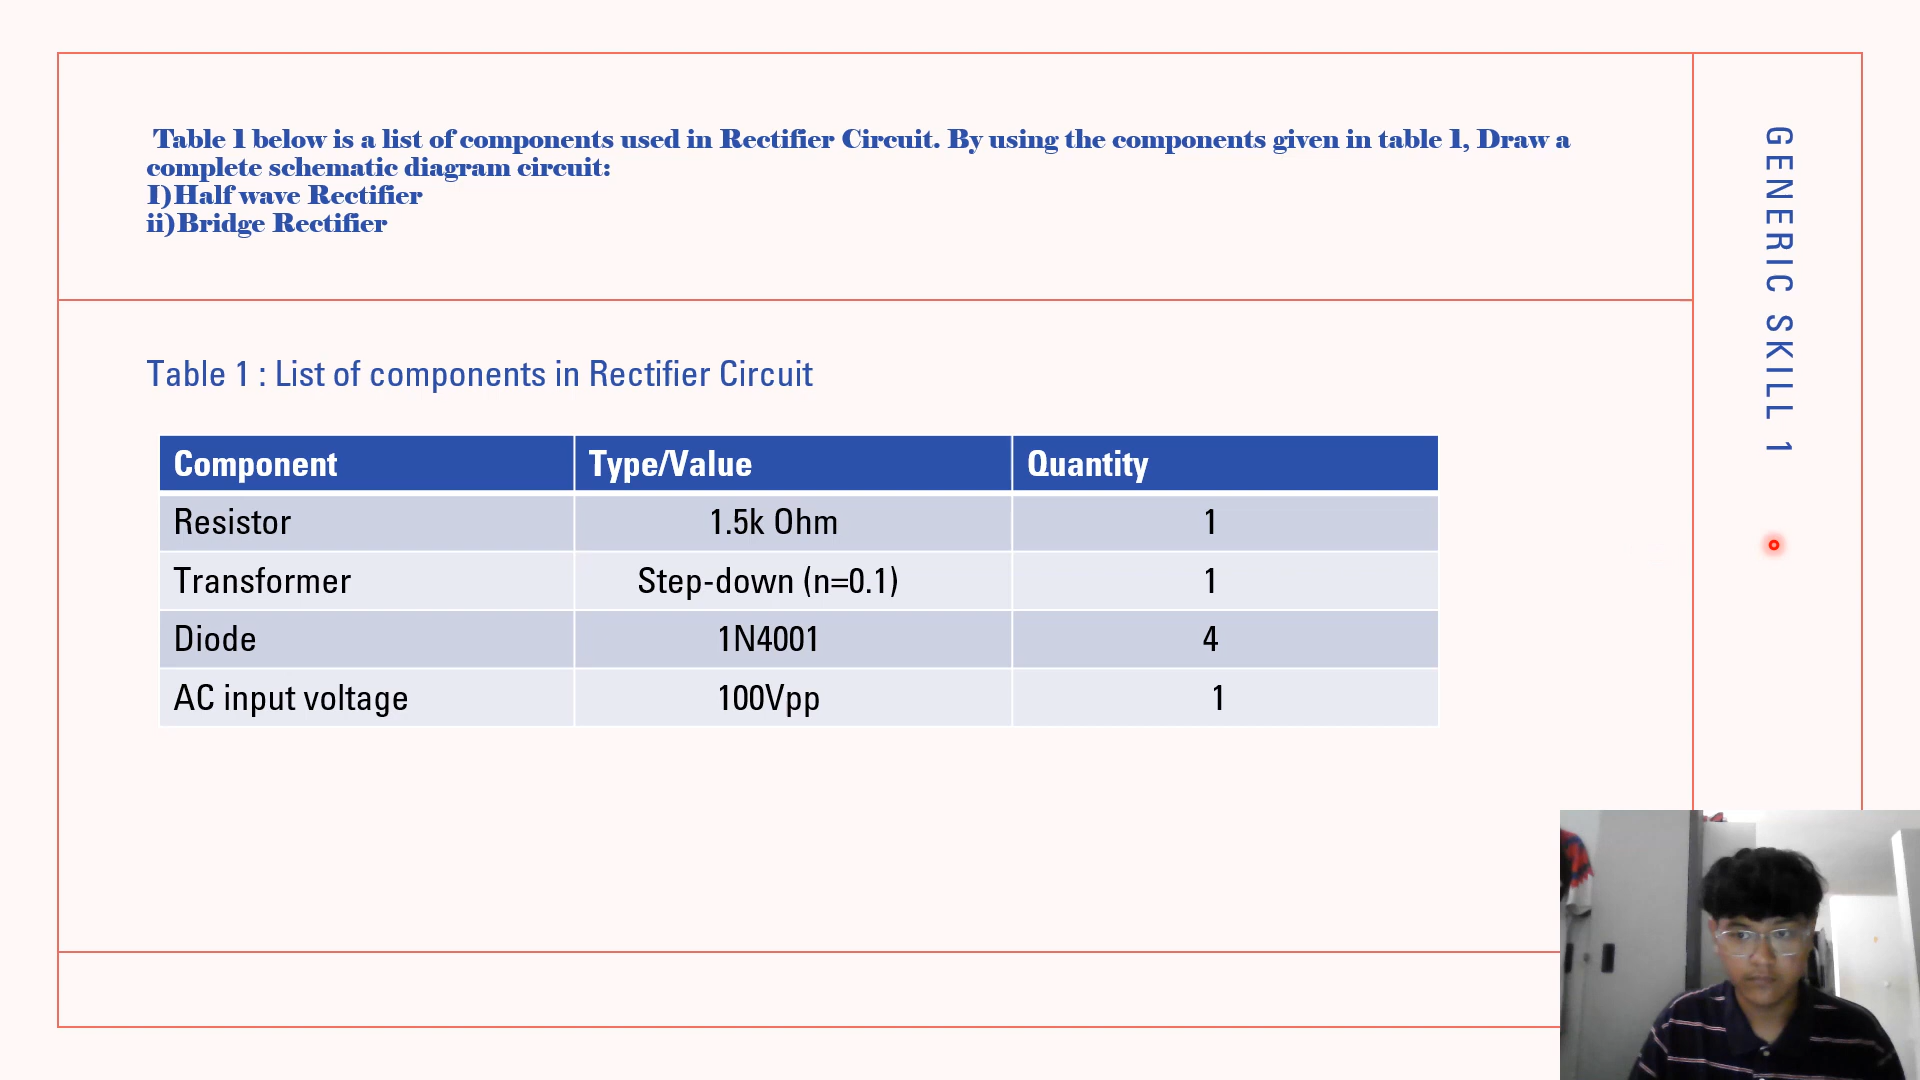 Table 1 below is a list of components used in Rectifier Circuit. By using the components given in table 1, Draw a
complete schematic diagram circuit:
I)Half wave Rectifier
ii)Bridge Rectifier
GENERIC SKILL 1
Table 1 : List of components in Rectifier Circuit
Component Type/Value Quantity
Resistor 1.5k Ohm 1
Transformer Step-down (n=0.1) 1
Diode 1N4001 4
AC input voltage 100Vpp 1